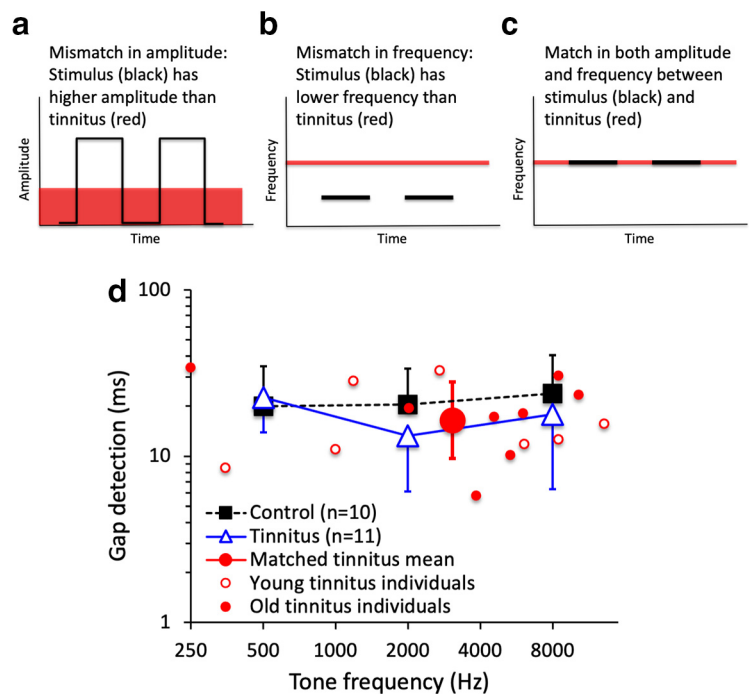 a
Mismatch in amplitude:
Stimulus (black) has
higher amplitude than
tinnitus (red)
Amplitude
Time
b
Mismatch in frequency:
Stimulus (black) has
lower frequency than
tinnitus (red)
Frequency
Time
c
Match in both amplitude
and frequency between
stimulus (black) and
tinnitus (red)
Frequency
Time
d
100
10
1
Gap detection (ms)
Control (n=10)
Tinnitus (n=11)
Matched tinnitus mean
Young tinnitus individuals
Old tinnitus individuals
250 500 1000 2000 4000 8000
Tone frequency (Hz)